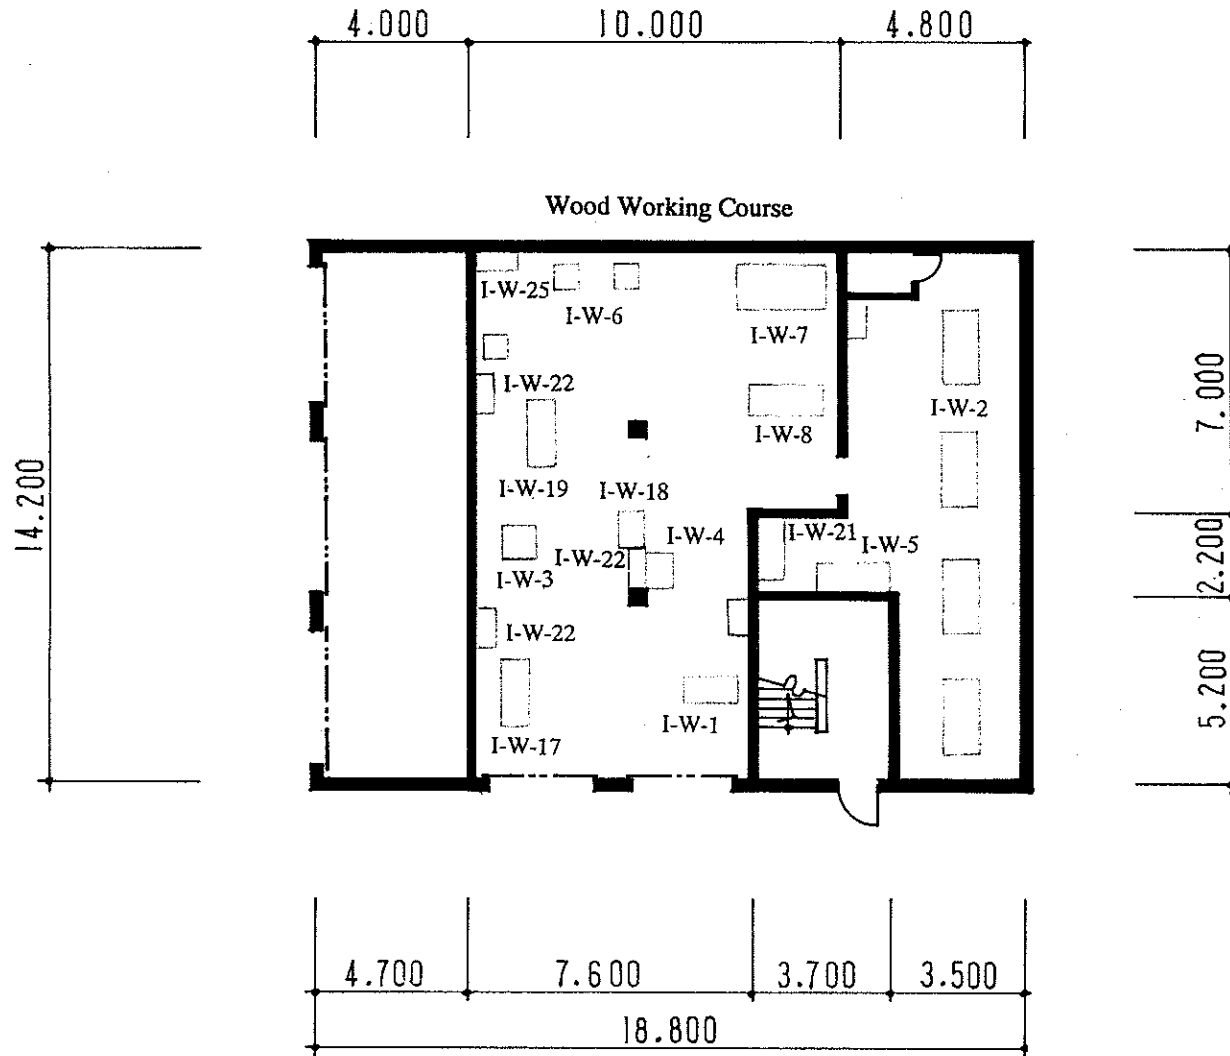 4.000 10.000 4.800
Wood Working Course
I-W-25
I-W-6
I-W-7
I-W-22
I-W-2
I-W-8
I-W-19 I-W-18
I-W-21
I-W-4
I-W-5
I-W-22
I-W-3
I-W-22
I-W-1
I-W-17
14.200
7.000
2.200
5.200
4.700 7.600 3.700 3.500
18.800